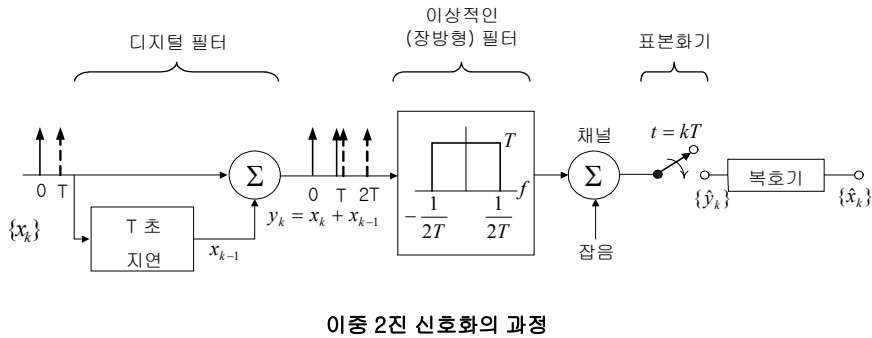 디지털 필터
이상적인
(장방형) 필터
표본화기
0 T
{x_k}
T 초
지연
x_{k-1}
Σ
0 T 2T
y_k = x_k + x_{k-1}
T
f
-1/2T
1/2T
채널
Σ
잡음
t = kT
{ŷ_k}
복호기
{x̂_k}
이중 2진 신호화의 과정